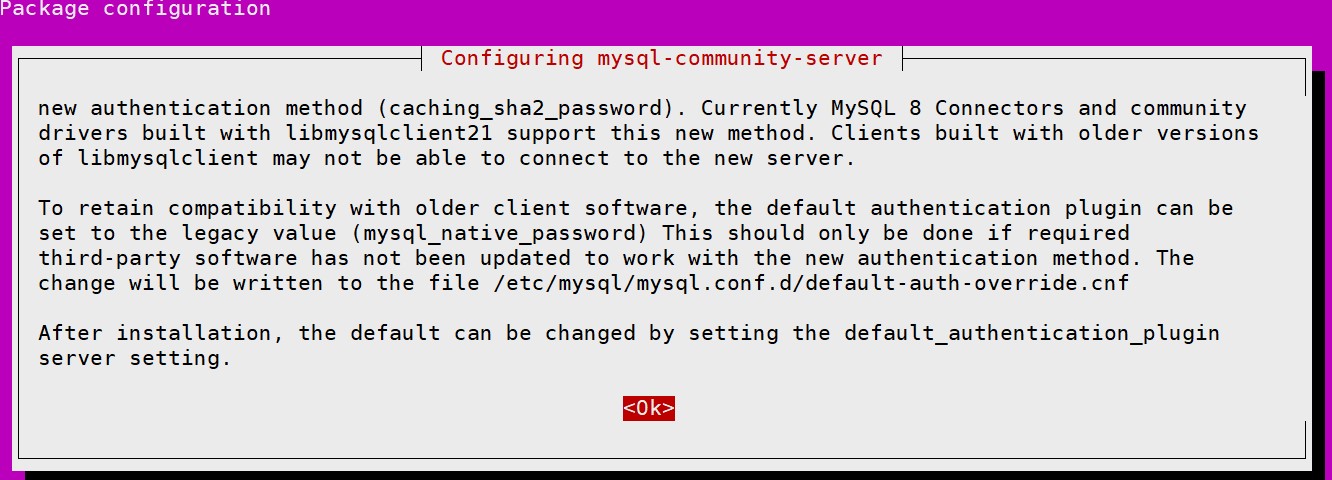 Package configuration
Configuring mysql-community-server
new authentication method (caching_sha2_password). Currently MySQL 8 Connectors and community
drivers built with libmysqlclient21 support this new method. Clients built with older versions
of libmysqlclient may not be able to connect to the new server.
To retain compatibility with older client software, the default authentication plugin can be
set to the legacy value (mysql_native_password) This should only be done if required
third-party software has not been updated to work with the new authentication method. The
change will be written to the file /etc/mysql/mysql.conf.d/default-auth-override.cnf
After installation, the default can be changed by setting the default_authentication_plugin
server setting.
<Ok>